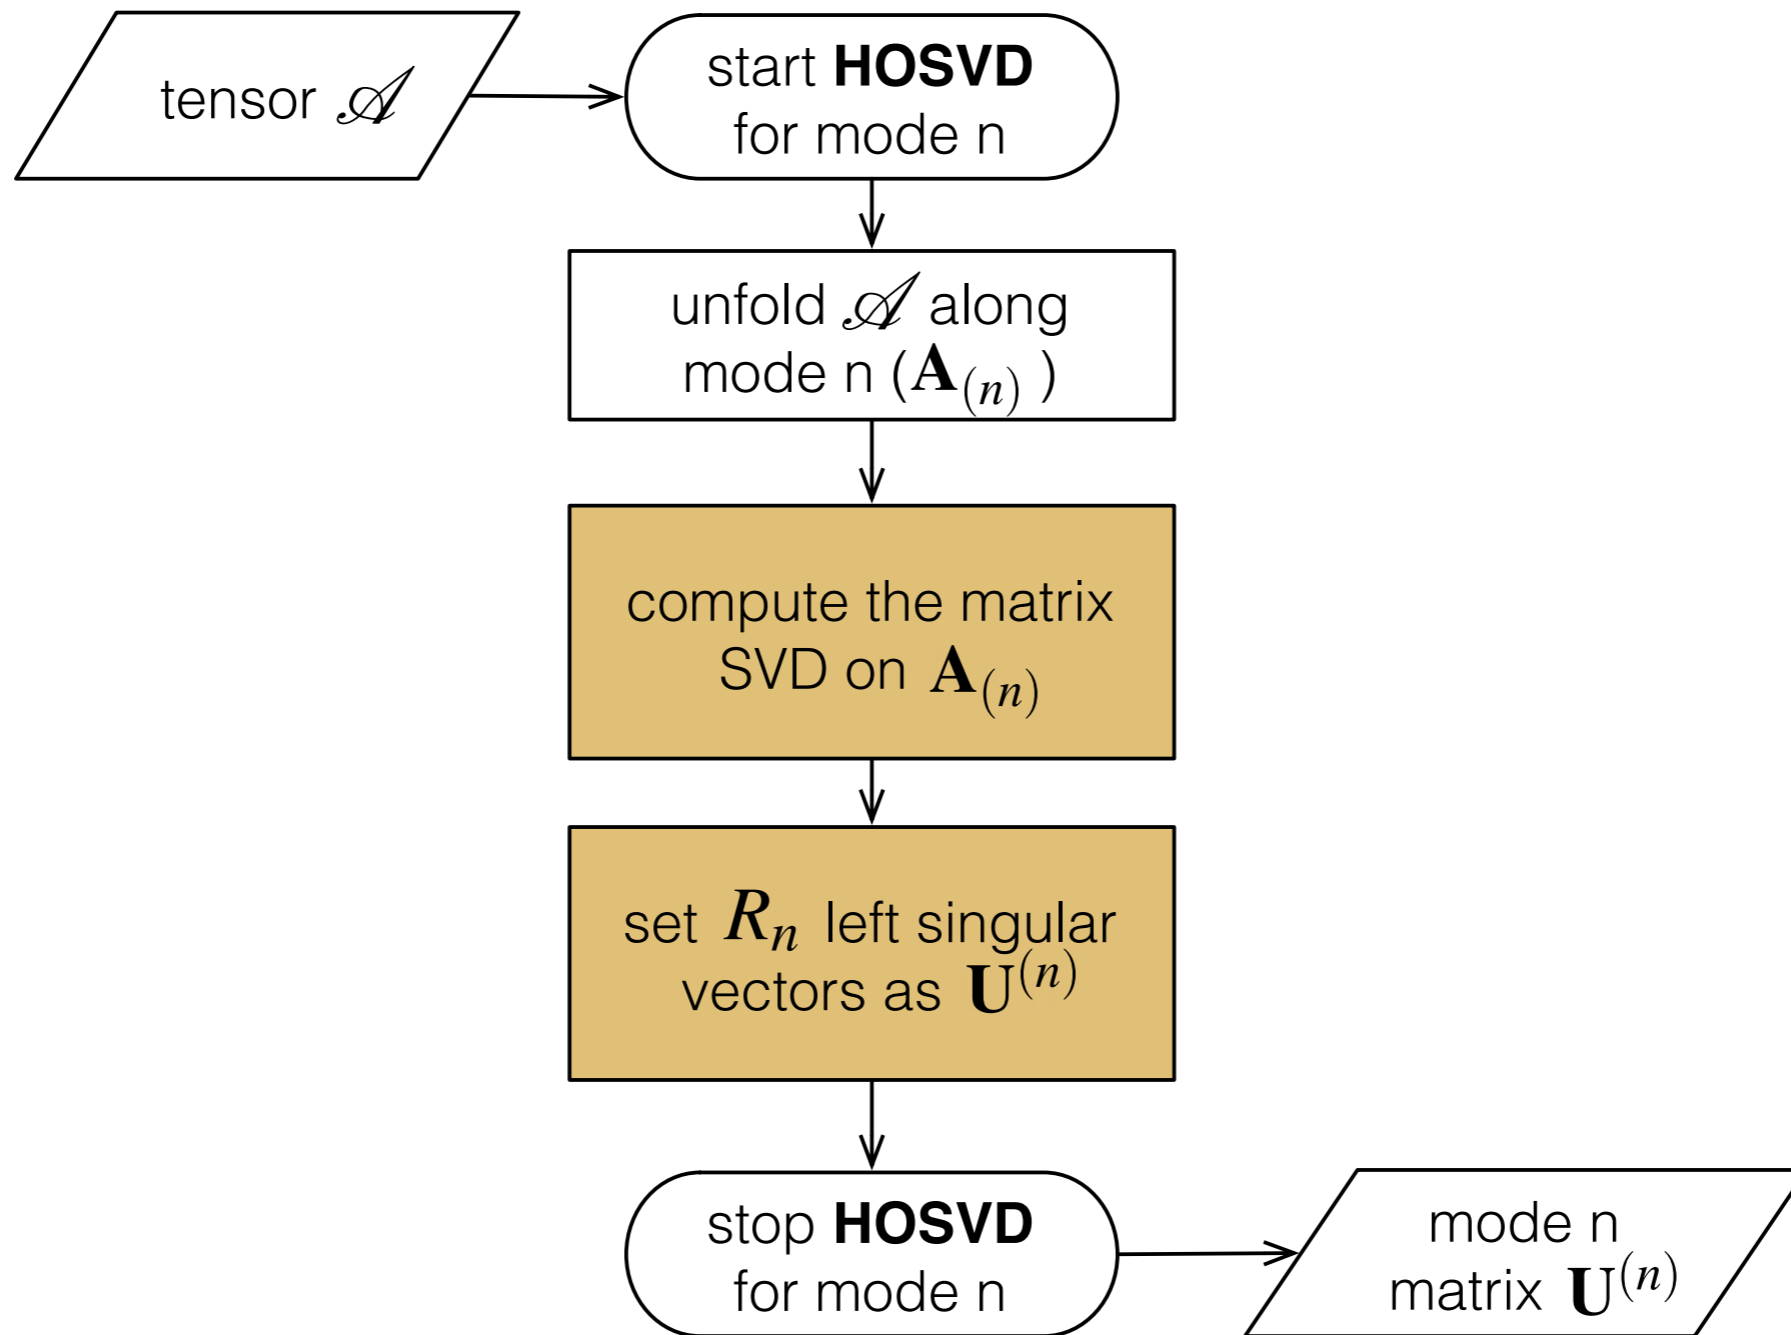 tensor 𝒜
start HOSVD
for mode n
unfold 𝒜 along
mode n (A₍ₙ₎ )
compute the matrix
SVD on A₍ₙ₎
set Rₙ left singular
vectors as U⁽ⁿ⁾
stop HOSVD
for mode n
mode n
matrix U⁽ⁿ⁾